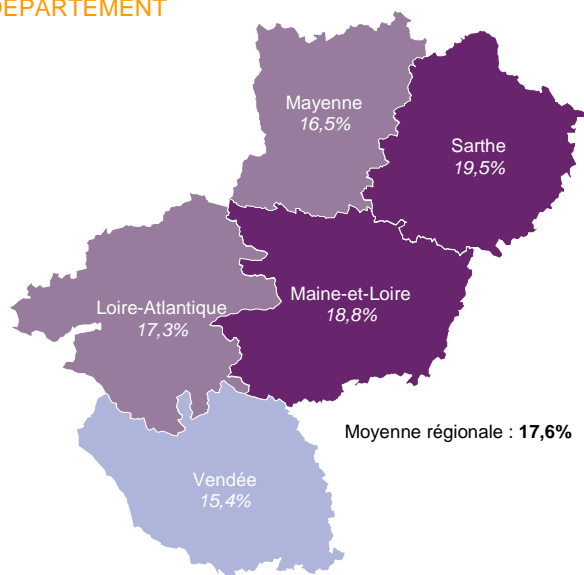 DÉPARTEMENT
Mayenne
16,5%
Sarthe
19,5%
Loire-Atlantique
17,3%
Maine-et-Loire
18,8%
Moyenne régionale : 17,6%
Vendée
15,4%